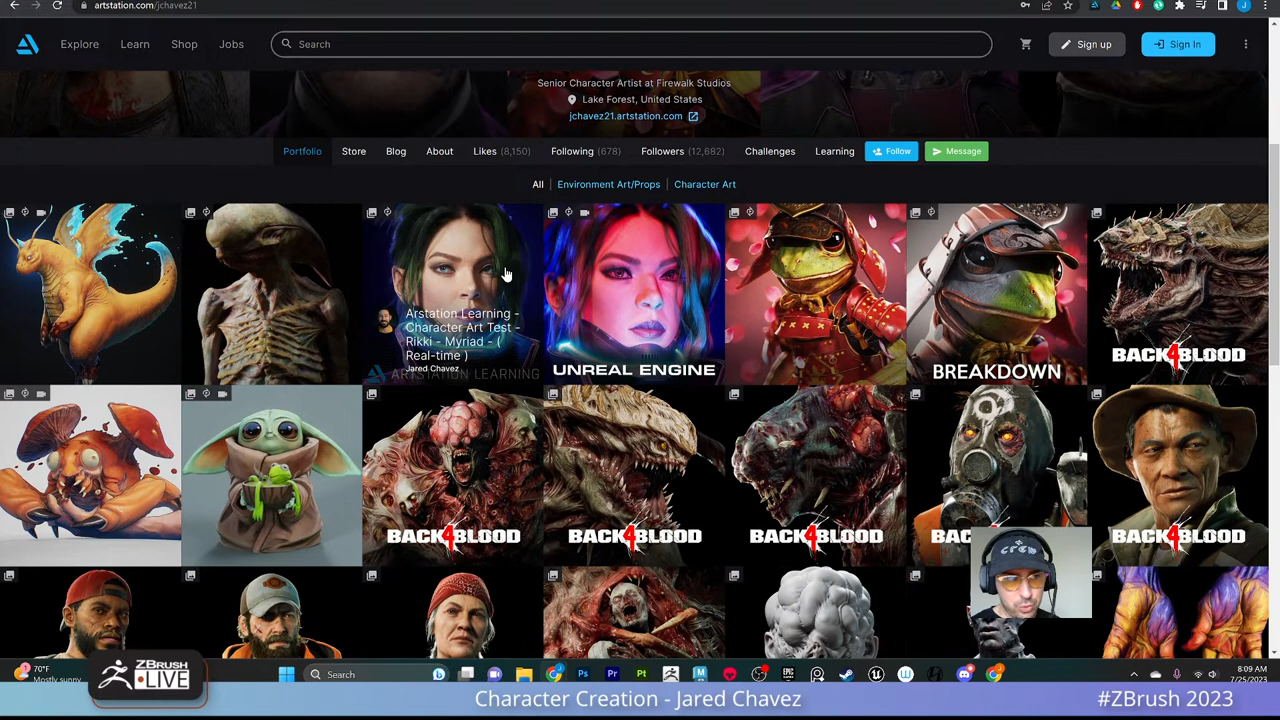 artstation.com/jchavez21
Explore Learn Shop Jobs Search Sign up Sign In
Senior Character Artist at Firewalk Studios
Lake Forest, United States
jchavez21.artstation.com
Portfolio Store Blog About Likes (8,150) Following (678) Followers (12,682) Challenges Learning Follow Message
All Environment Art/Props Character Art
Arstation Learning -
Character Art Test -
Rikki - Myriad - (
Real-time )
Jared Chavez
ARTSTATION LEARNING
UNREAL ENGINE
BREAKDOWN
BACK4BLOOD
BACK4BLOOD
BACK4BLOOD
BACK4BLOOD
BACK4BLOOD
CREW
70°F
Mostly sunny
Search
8:09 AM
7/25/2023
ZBRUSH
LIVE
Character Creation - Jared Chavez
#ZBrush 2023